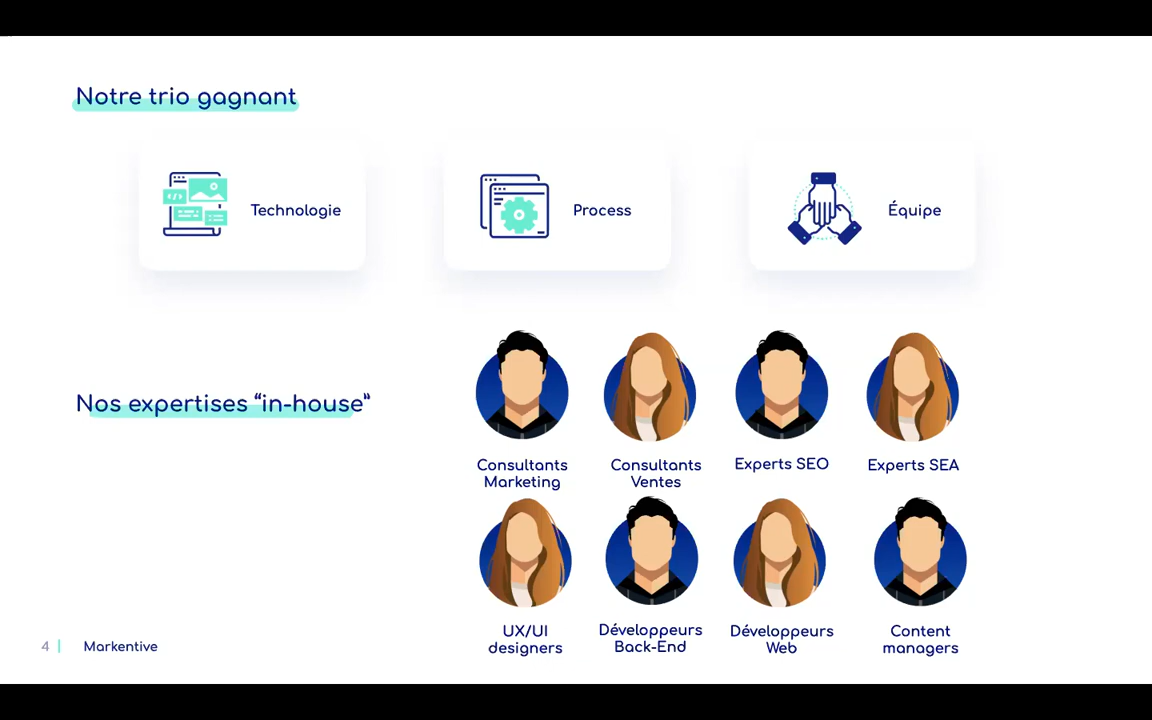 Notre trio gagnant
Technologie
Process
Équipe
Nos expertises “in-house”
Consultants
Marketing
Consultants
Ventes
Experts SEO
Experts SEA
UX/UI
designers
Développeurs
Back-End
Développeurs
Web
Content
managers
4
Markentive